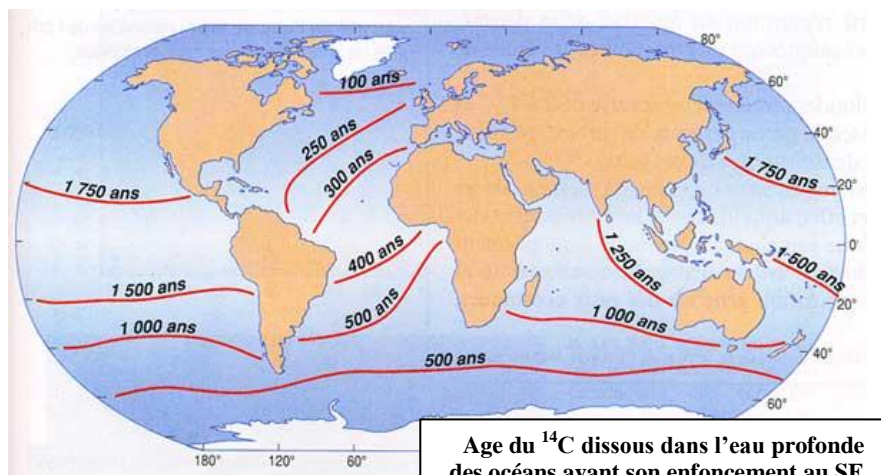 80°
100 ans
60°
250 ans
40°
300 ans
1 750 ans
1 750 ans
20°
400 ans
1 250 ans
0°
1 500 ans
1 500 ans
500 ans
20°
1 000 ans
1 000 ans
40°
500 ans
60°
180° 120° 60°
Age du ¹⁴C dissous dans l'eau profonde
des océans avant son enfoncement au SE